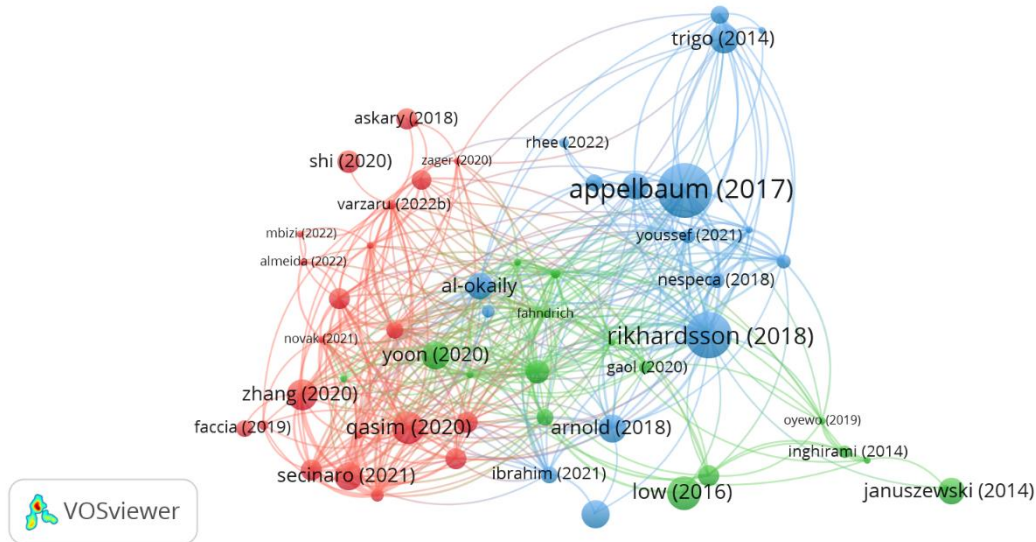 trigo (2014)
askary (2018)
rhee (2022)
shi (2020)
zager (2020)
appelbaum (2017)
varzaru (2022b)
mbizi (2022)
youssef (2021)
almeida (2022)
nespeca (2018)
al-okaily
fahndrich
novak (2021)
rikhardsson (2018)
yoon (2020)
gaol (2020)
zhang (2020)
oyewo (2019)
faccia (2019)
qasim (2020)
arnold (2018)
inghirami (2014)
secinaro (2021)
ibrahim (2021)
low (2016)
januszewski (2014)
VOSviewer